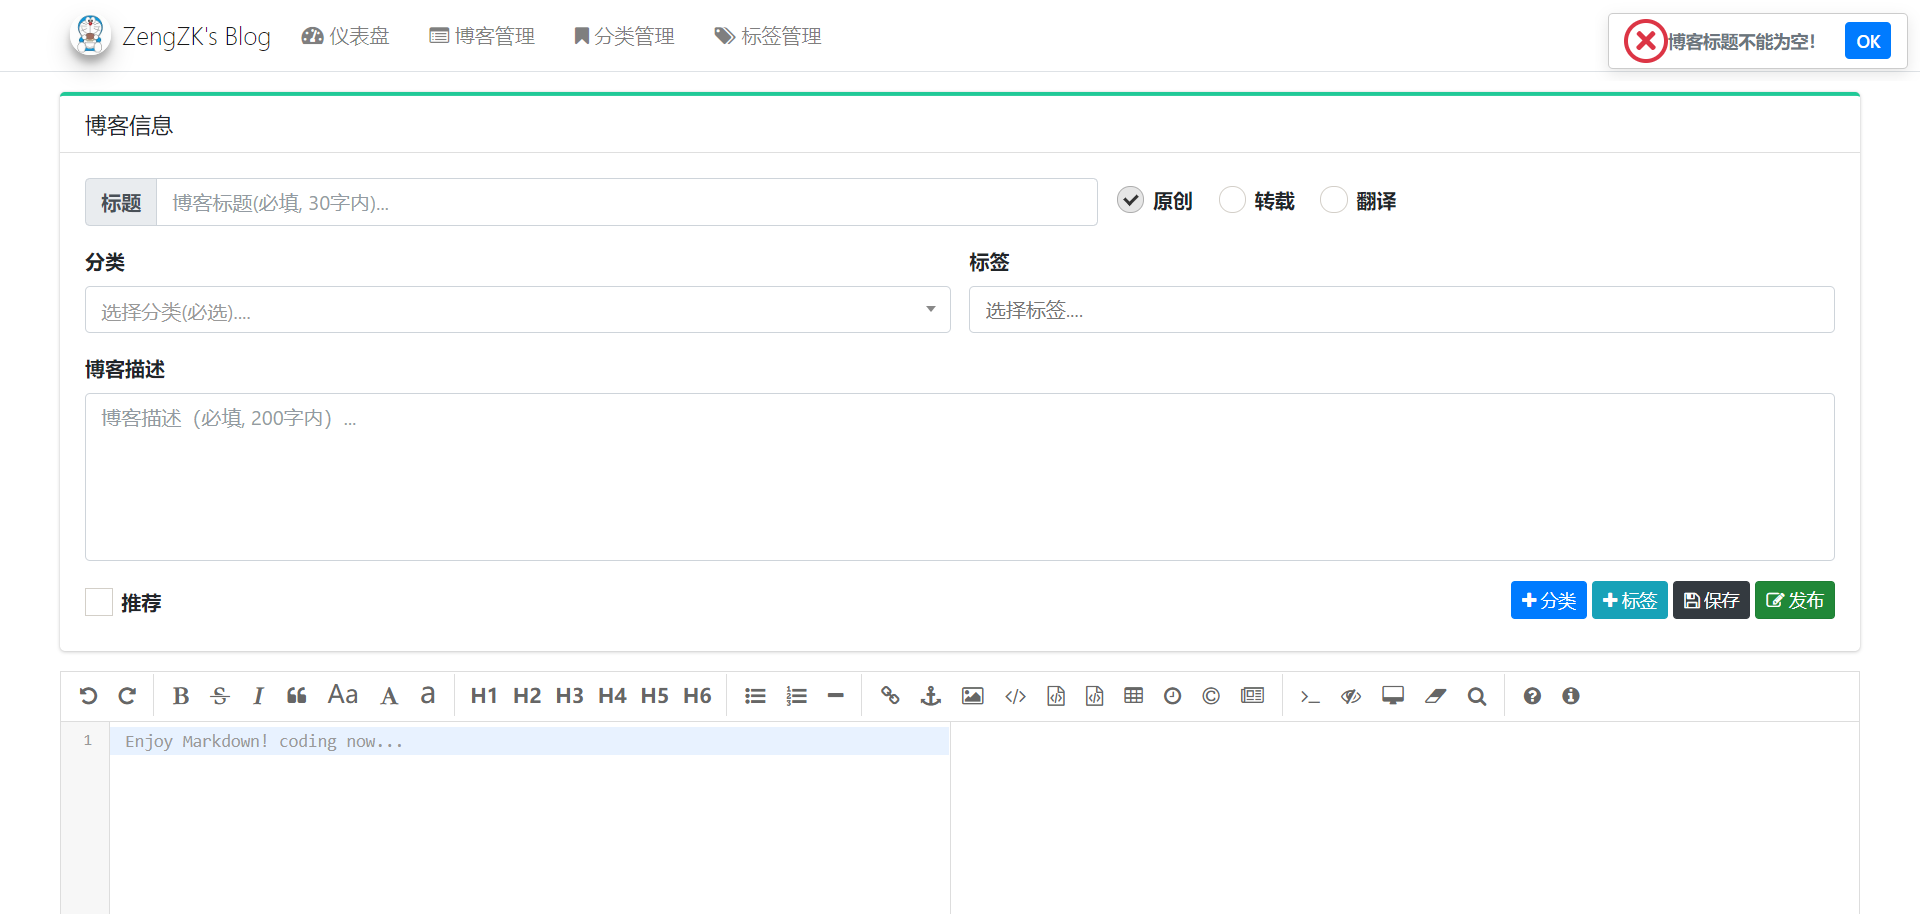 ZengZK's Blog 仪表盘 博客管理 分类管理 标签管理
博客标题不能为空! OK
博客信息
标题 博客标题(必填, 30字内)... 原创 转载 翻译
分类 标签
选择分类(必选).... 选择标签....
博客描述
博客描述（必填, 200字内）...
推荐 分类 标签 保存 发布
B S I Aa A a H1 H2 H3 H4 H5 H6
1 Enjoy Markdown! coding now...